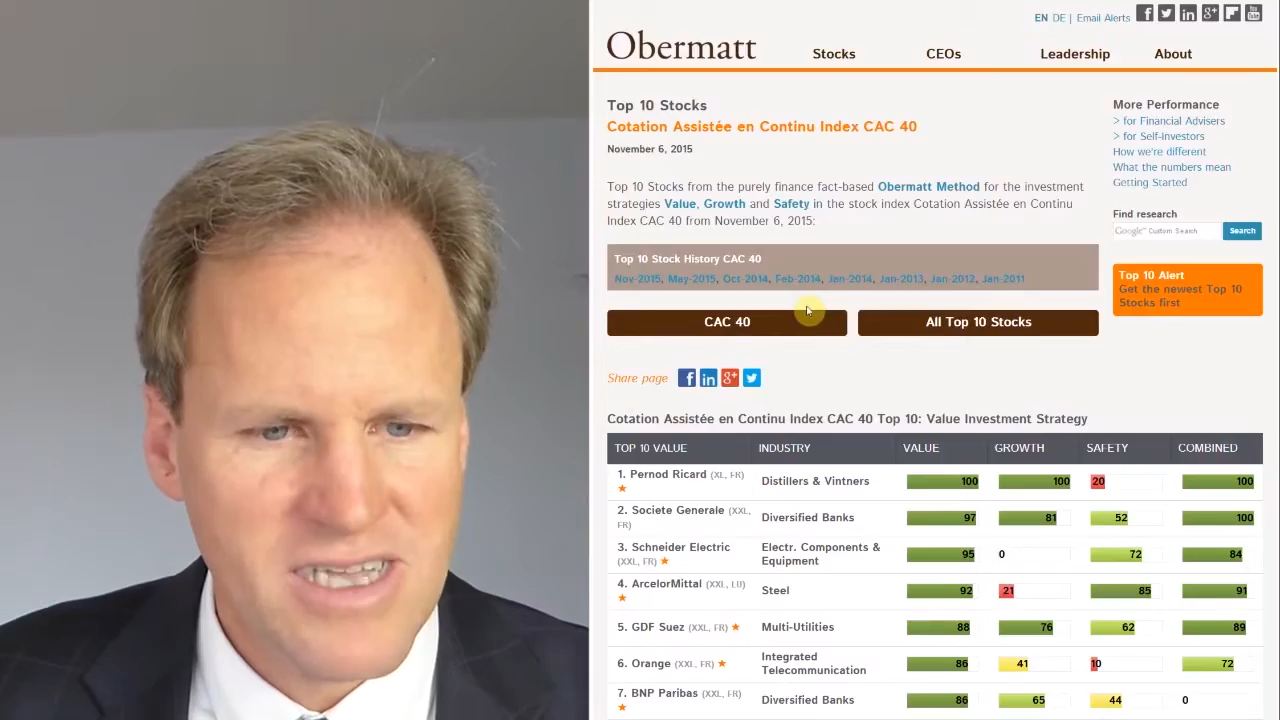 EN DE | Email Alerts
Obermatt
Stocks CEOs Leadership About
Top 10 Stocks
Cotation Assistée en Continu Index CAC 40
November 6, 2015
Top 10 Stocks from the purely finance fact-based Obermatt Method for the investment
strategies Value, Growth and Safety in the stock index Cotation Assistée en Continu
Index CAC 40 from November 6, 2015:
Top 10 Stock History CAC 40
Nov-2015, May-2015, Oct-2014, Feb-2014, Jan-2014, Jan-2013, Jan-2012, Jan-2011
CAC 40 All Top 10 Stocks
Share page
More Performance
> for Financial Advisers
> for Self-Investors
How we're different
What the numbers mean
Getting Started
Find research
Google™ Custom Search Search
Top 10 Alert
Get the newest Top 10
Stocks first
Cotation Assistée en Continu Index CAC 40 Top 10: Value Investment Strategy
TOP 10 VALUE INDUSTRY VALUE GROWTH SAFETY COMBINED
1. Pernod Ricard (XL, FR) Distillers & Vintners 100 100 20 100
2. Societe Generale (XXL,
FR) Diversified Banks 97 81 52 100
3. Schneider Electric
(XXL, FR) Electr. Components &
Equipment 95 0 72 84
4. ArcelorMittal (XXL, LU) Steel 92 21 85 91
5. GDF Suez (XXL, FR) Multi-Utilities 88 76 62 89
6. Orange (XXL, FR) Integrated
Telecommunication 86 41 10 72
7. BNP Paribas (XXL, FR) Diversified Banks 86 65 44 0